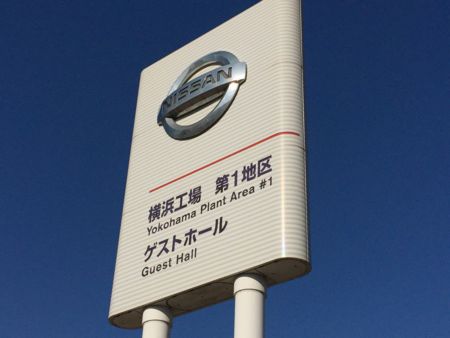 NISSAN
横浜工場 第1地区
Yokohama Plant Area #1
ゲストホール
Guest Hall